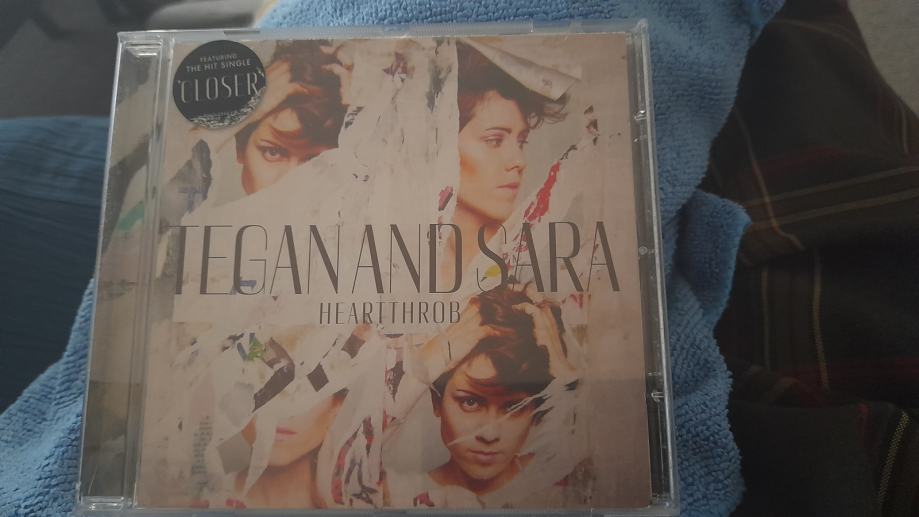 FEATURING
THE HIT SINGLE
'CLOSER'
TEGAN AND SARA
HEARTTHROB